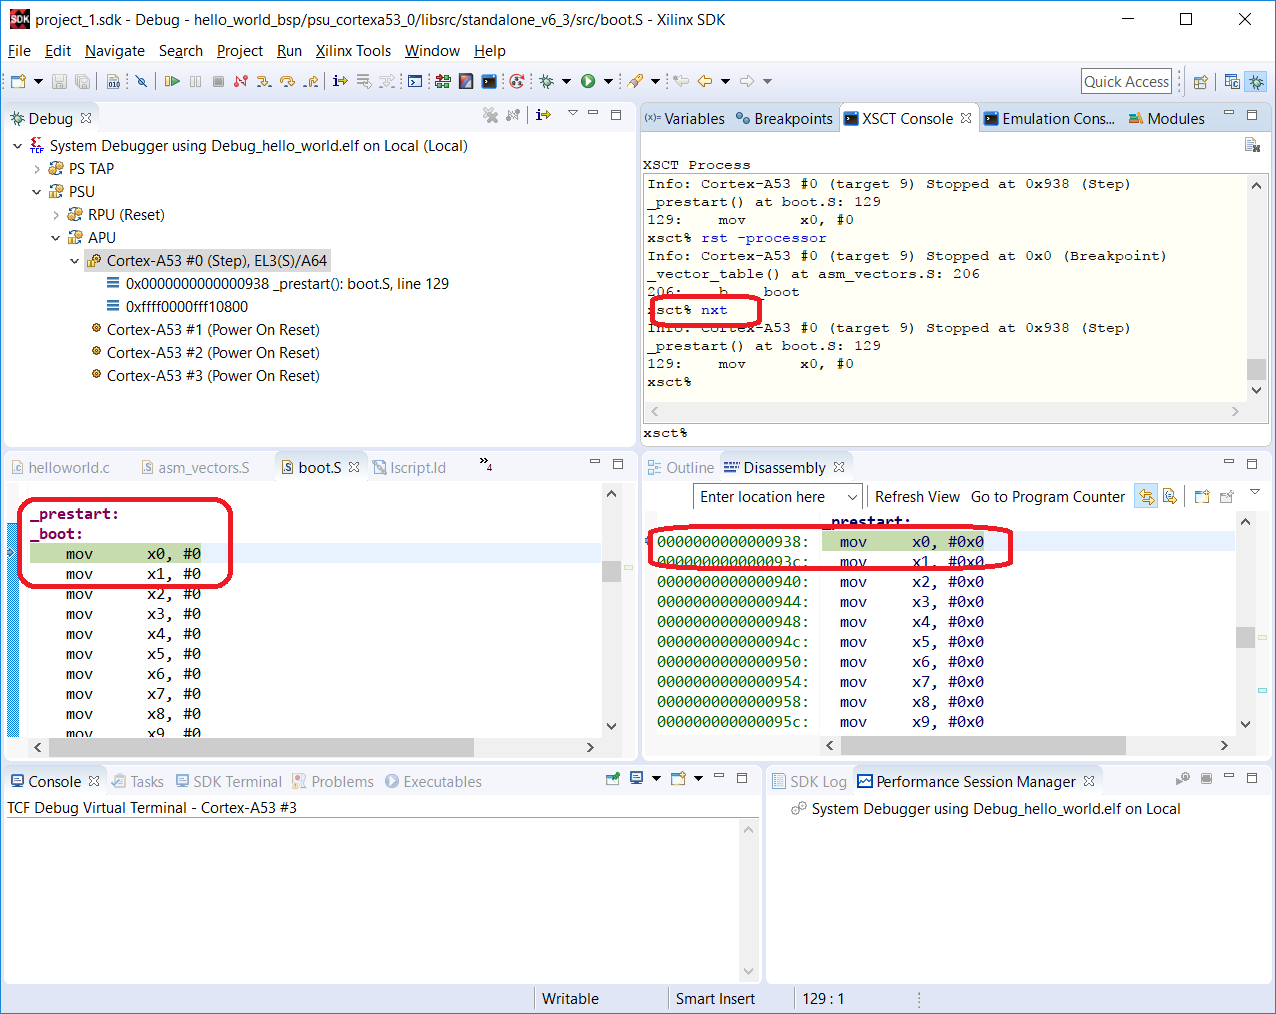 SDK project_1.sdk - Debug - hello_world_bsp/psu_cortexa53_0/libsrc/standalone_v6_3/src/boot.S - Xilinx SDK
File Edit Navigate Search Project Run Xilinx Tools Window Help
Quick Access
Debug
System Debugger using Debug_hello_world.elf on Local (Local)
PS TAP
PSU
RPU (Reset)
APU
Cortex-A53 #0 (Step), EL3(S)/A64
0x0000000000000938 _prestart(): boot.S, line 129
0xffff0000fff10800
Cortex-A53 #1 (Power On Reset)
Cortex-A53 #2 (Power On Reset)
Cortex-A53 #3 (Power On Reset)
(x)= Variables Breakpoints XSCT Console Emulation Cons... Modules
XSCT Process
Info: Cortex-A53 #0 (target 9) Stopped at 0x938 (Step)
_prestart() at boot.S: 129
129: mov x0, #0
xsct% rst -processor
Info: Cortex-A53 #0 (target 9) Stopped at 0x0 (Breakpoint)
_vector_table() at asm_vectors.S: 206
206: b _boot
xsct% nxt
Info: Cortex-A53 #0 (target 9) Stopped at 0x938 (Step)
_prestart() at boot.S: 129
129: mov x0, #0
xsct%
xsct%
helloworld.c asm_vectors.S boot.S lscript.ld »4
_prestart:
_boot:
mov x0, #0
mov x1, #0
mov x2, #0
mov x3, #0
mov x4, #0
mov x5, #0
mov x6, #0
mov x7, #0
mov x8, #0
mov x9, #0
Outline Disassembly
Enter location here Refresh View Go to Program Counter
_prestart:
0000000000000938: mov x0, #0x0
000000000000093c: mov x1, #0x0
0000000000000940: mov x2, #0x0
0000000000000944: mov x3, #0x0
0000000000000948: mov x4, #0x0
000000000000094c: mov x5, #0x0
0000000000000950: mov x6, #0x0
0000000000000954: mov x7, #0x0
0000000000000958: mov x8, #0x0
000000000000095c: mov x9, #0x0
Console Tasks SDK Terminal Problems Executables
TCF Debug Virtual Terminal - Cortex-A53 #3
SDK Log Performance Session Manager
System Debugger using Debug_hello_world.elf on Local
Writable Smart Insert 129 : 1